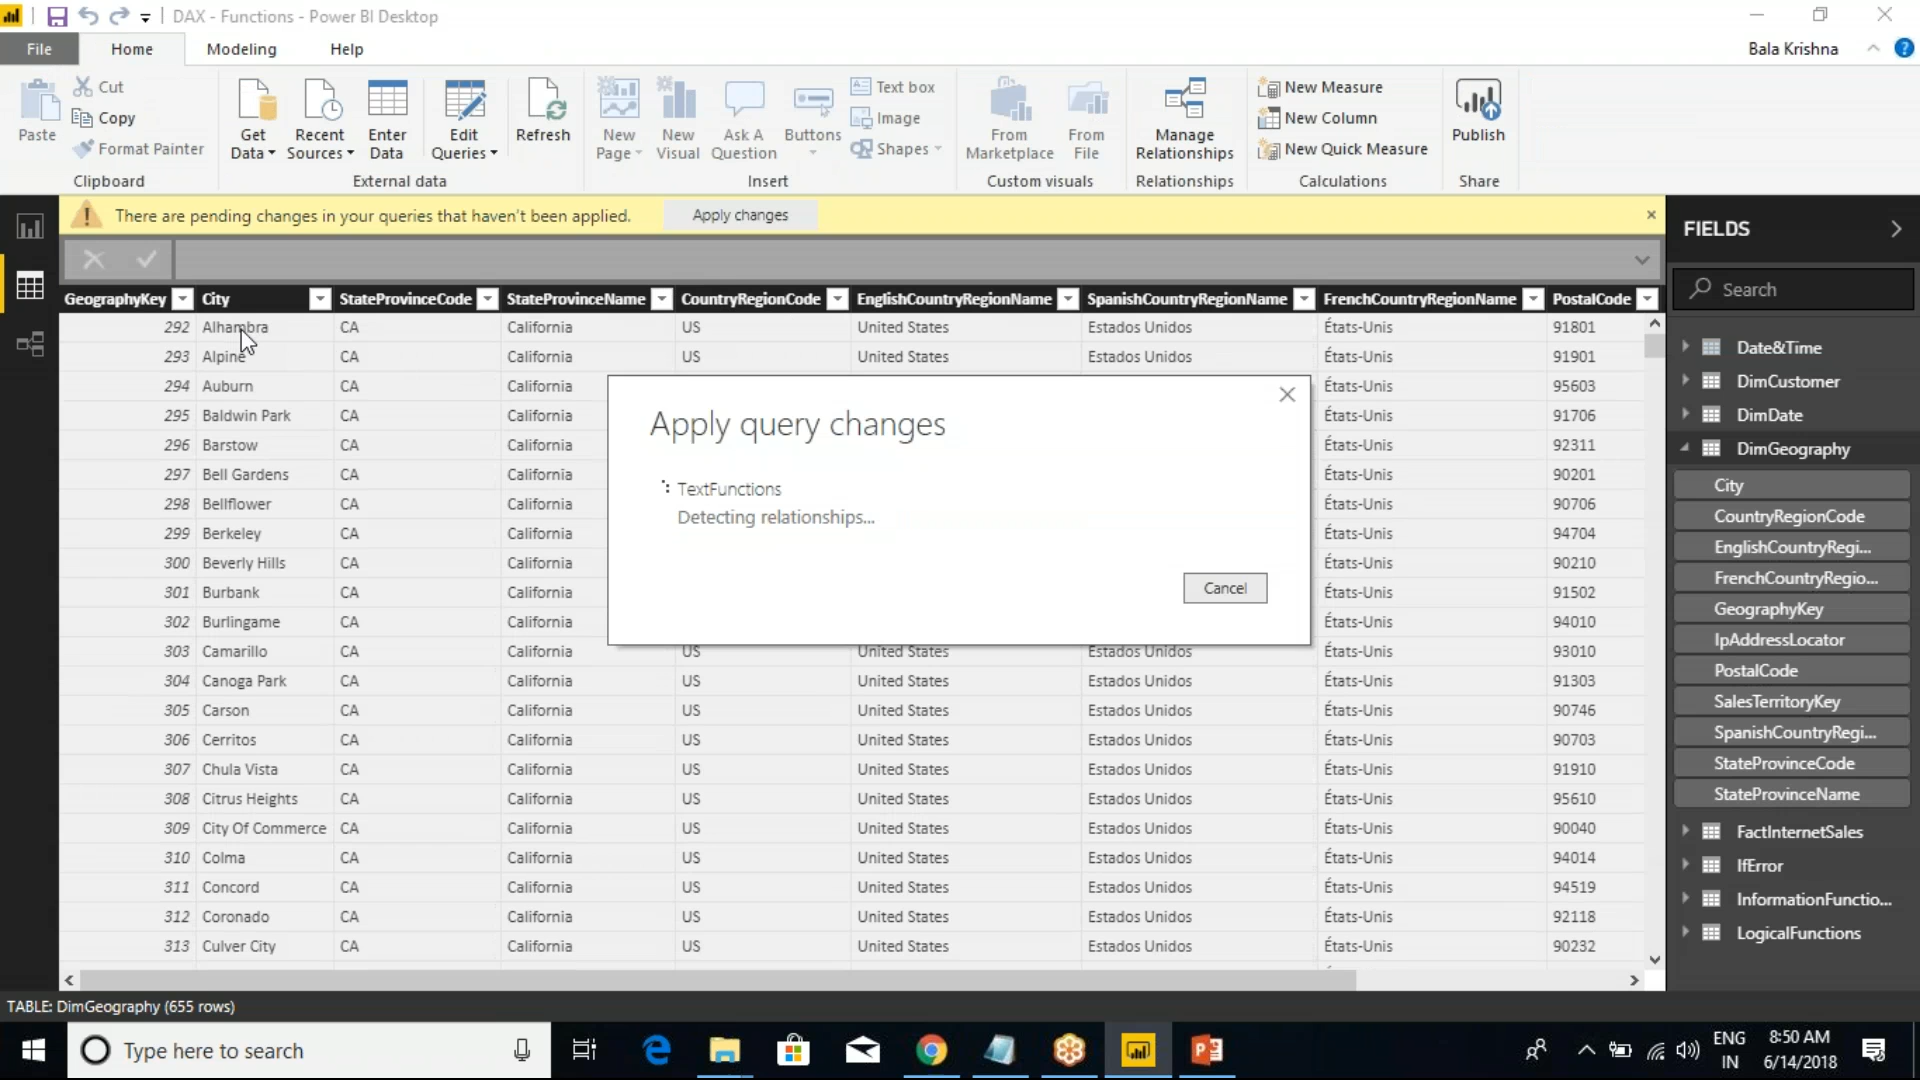 DAX - Functions - Power BI Desktop
File Home Modeling Help Bala Krishna
Paste Cut Copy Format Painter
Clipboard
Get Data Recent Sources Enter Data Edit Queries Refresh
External data
New Page New Visual Ask A Question Buttons Text box Image Shapes
Insert
From Marketplace From File
Custom visuals
Manage Relationships
Relationships
New Measure
New Column
New Quick Measure
Calculations
Publish
Share
There are pending changes in your queries that haven't been applied. Apply changes
GeographyKey City StateProvinceCode StateProvinceName CountryRegionCode EnglishCountryRegionName SpanishCountryRegionName FrenchCountryRegionName PostalCode
292 Alhambra CA California US United States Estados Unidos États-Unis 91801
293 Alpine CA California US United States Estados Unidos États-Unis 91901
294 Auburn CA California États-Unis 95603
295 Baldwin Park CA California États-Unis 91706
296 Barstow CA California États-Unis 92311
297 Bell Gardens CA California États-Unis 90201
298 Bellflower CA California États-Unis 90706
299 Berkeley CA California États-Unis 94704
300 Beverly Hills CA California États-Unis 90210
301 Burbank CA California États-Unis 91502
302 Burlingame CA California États-Unis 94010
303 Camarillo CA California US United States Estados Unidos États-Unis 93010
304 Canoga Park CA California US United States Estados Unidos États-Unis 91303
305 Carson CA California US United States Estados Unidos États-Unis 90746
306 Cerritos CA California US United States Estados Unidos États-Unis 90703
307 Chula Vista CA California US United States Estados Unidos États-Unis 91910
308 Citrus Heights CA California US United States Estados Unidos États-Unis 95610
309 City Of Commerce CA California US United States Estados Unidos États-Unis 90040
310 Colma CA California US United States Estados Unidos États-Unis 94014
311 Concord CA California US United States Estados Unidos États-Unis 94519
312 Coronado CA California US United States Estados Unidos États-Unis 92118
313 Culver City CA California US United States Estados Unidos États-Unis 90232
Apply query changes
TextFunctions
Detecting relationships...
Cancel
FIELDS
Search
Date&Time
DimCustomer
DimDate
DimGeography
City
CountryRegionCode
EnglishCountryRegi...
FrenchCountryRegio...
GeographyKey
IpAddressLocator
PostalCode
SalesTerritoryKey
SpanishCountryRegi...
StateProvinceCode
StateProvinceName
FactInternetSales
IfError
InformationFunctio...
LogicalFunctions
TABLE: DimGeography (655 rows)
Type here to search
ENG
IN
8:50 AM
6/14/2018